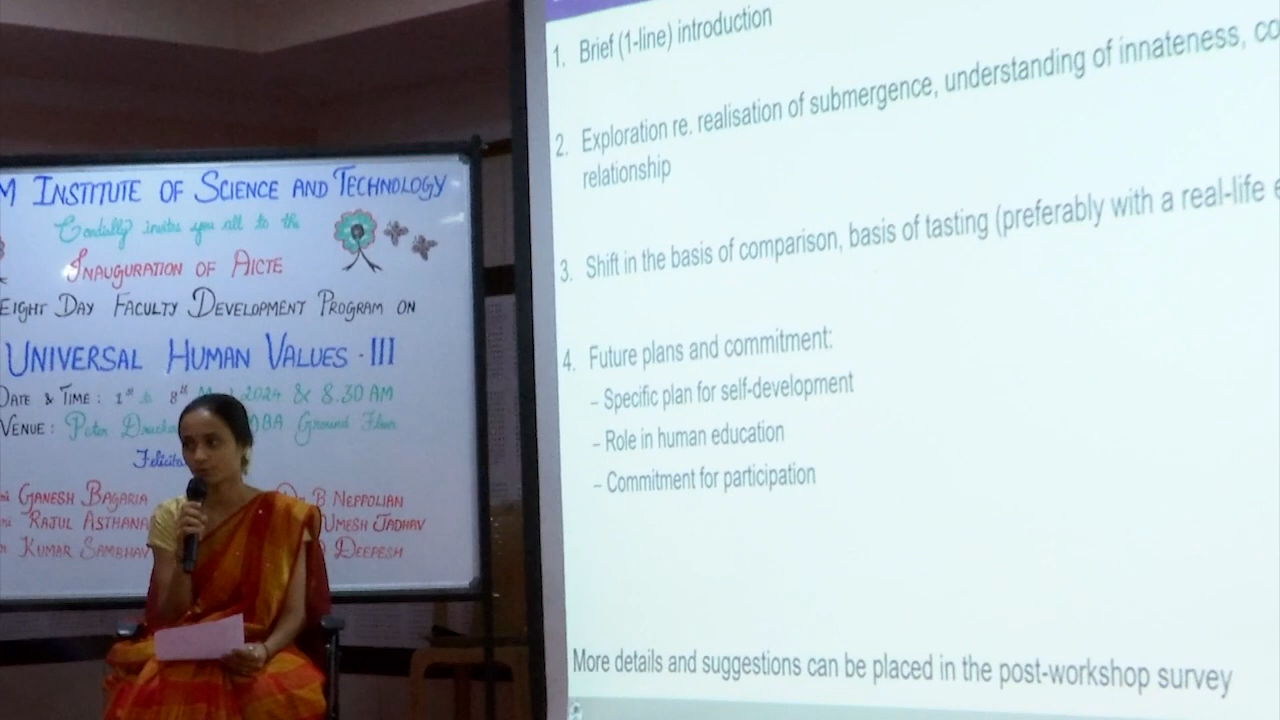 M INSTITUTE OF SCIENCE AND TECHNOLOGY
Cordially invites you all to the
INAUGURATION OF AICTE
EIGHT DAY FACULTY DEVELOPMENT PROGRAM ON
UNIVERSAL HUMAN VALUES - III
DATE & TIME : 1st to 8th 2024 & 8.30 AM
VENUE : Peter MBA Ground Floor
GANESH BAGARIA
RAJUL ASTHANA
KUMAR SAMBHAV
Dr B NEPPOLIAN
UMESH JADHAV
DEEPESH
1. Brief (1-line) introduction
2. Exploration re. realisation of submergence, understanding of innateness, co
relationship
3. Shift in the basis of comparison, basis of tasting (preferably with a real-life e
4. Future plans and commitment:
– Specific plan for self-development
– Role in human education
– Commitment for participation
More details and suggestions can be placed in the post-workshop survey